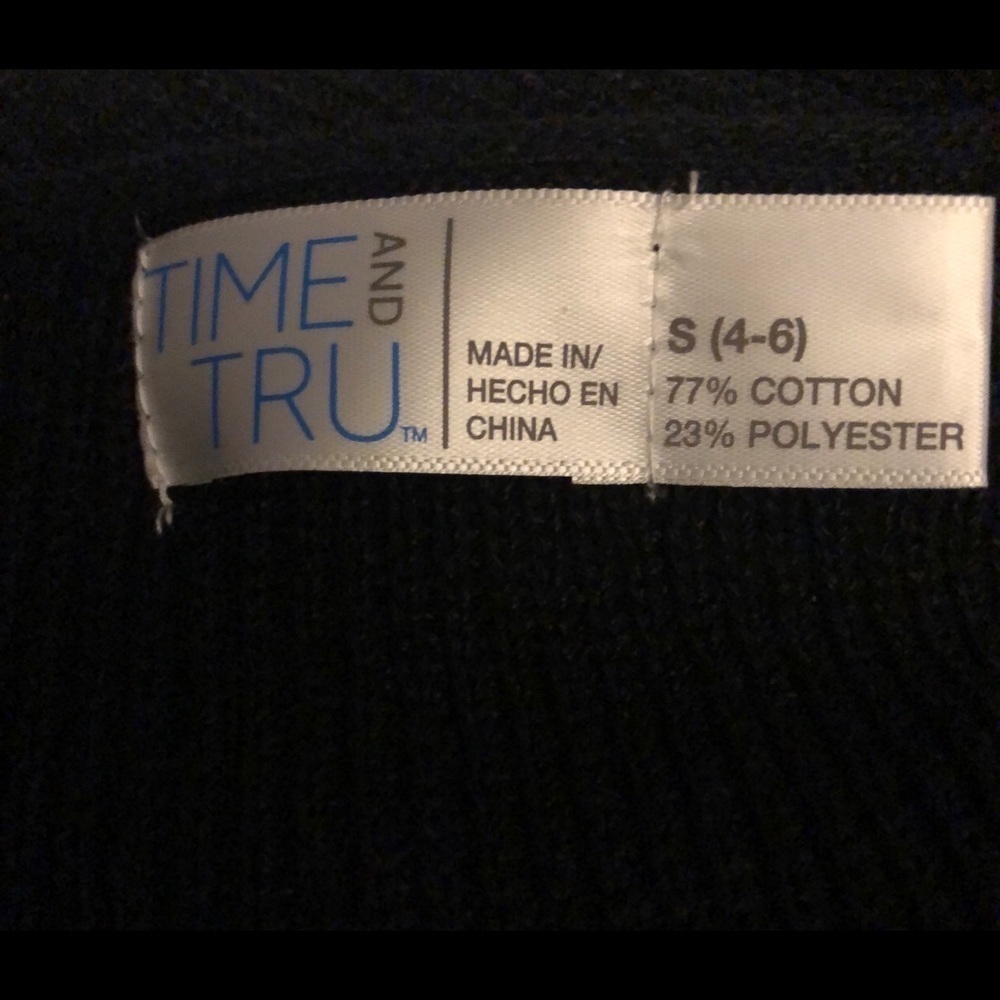 TIME AND
TRU™
MADE IN/
HECHO EN
CHINA
S (4-6)
77% COTTON
23% POLYESTER